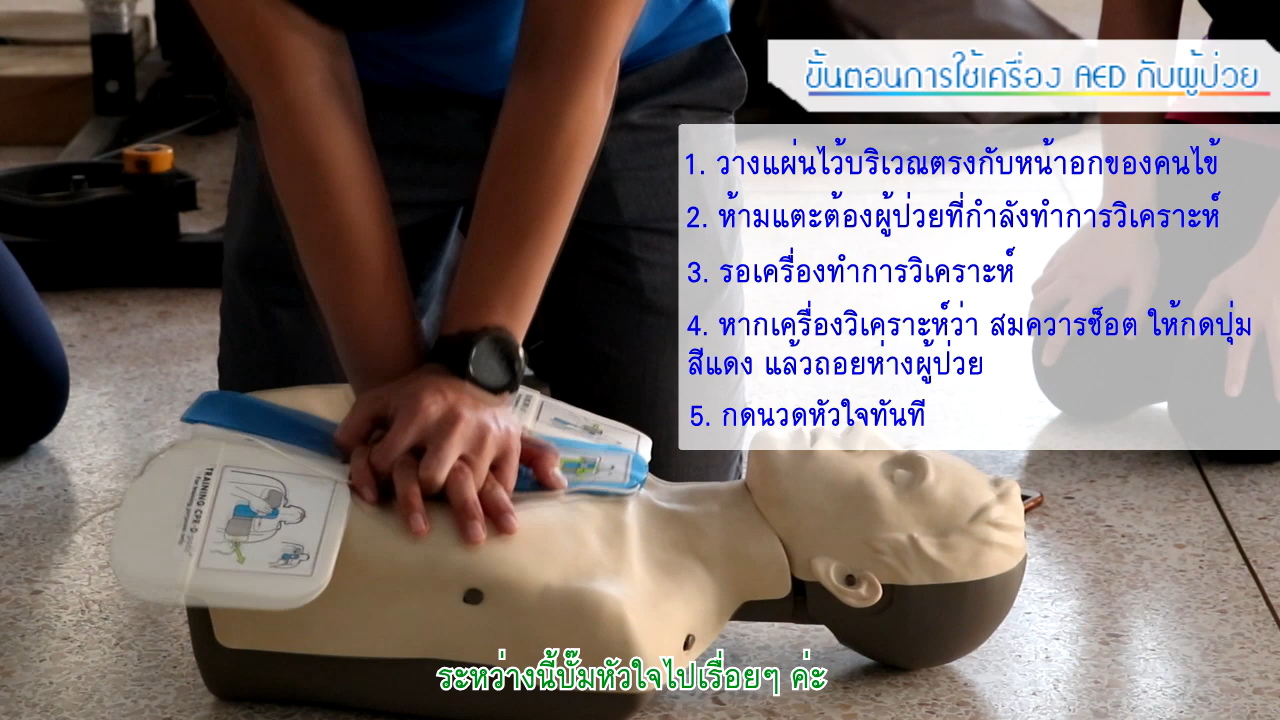 ขั้นตอนการใช้เครื่อง AED กับผู้ป่วย
1. วางแผ่นไว้บริเวณตรงกับหน้าอกของคนไข้
2. ห้ามแตะต้องผู้ป่วยที่กำลังทำการวิเคราะห์
3. รอเครื่องทำการวิเคราะห์
4. หากเครื่องวิเคราะห์ว่า สมควารช็อต ให้กดปุ่ม
สีแดง แล้วถอยห่างผู้ป่วย
5. กดนวดหัวใจทันที
TRAINING CPR-D
ระหว่างนี้ปั๊มหัวใจไปเรื่อยๆ ค่ะ